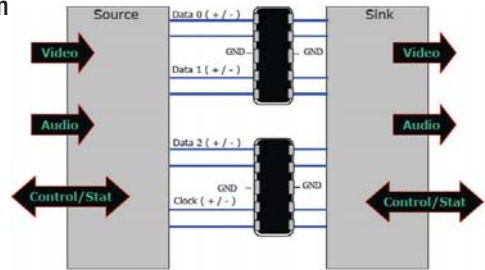 n
Source
Sink
Data 0 ( + / - )
Video
GND
GND
Video
Data 1 ( + / - )
Audio
Audio
Data 2 ( + / - )
Control/Stat
GND
GND
Control/Stat
Clock ( + / - )